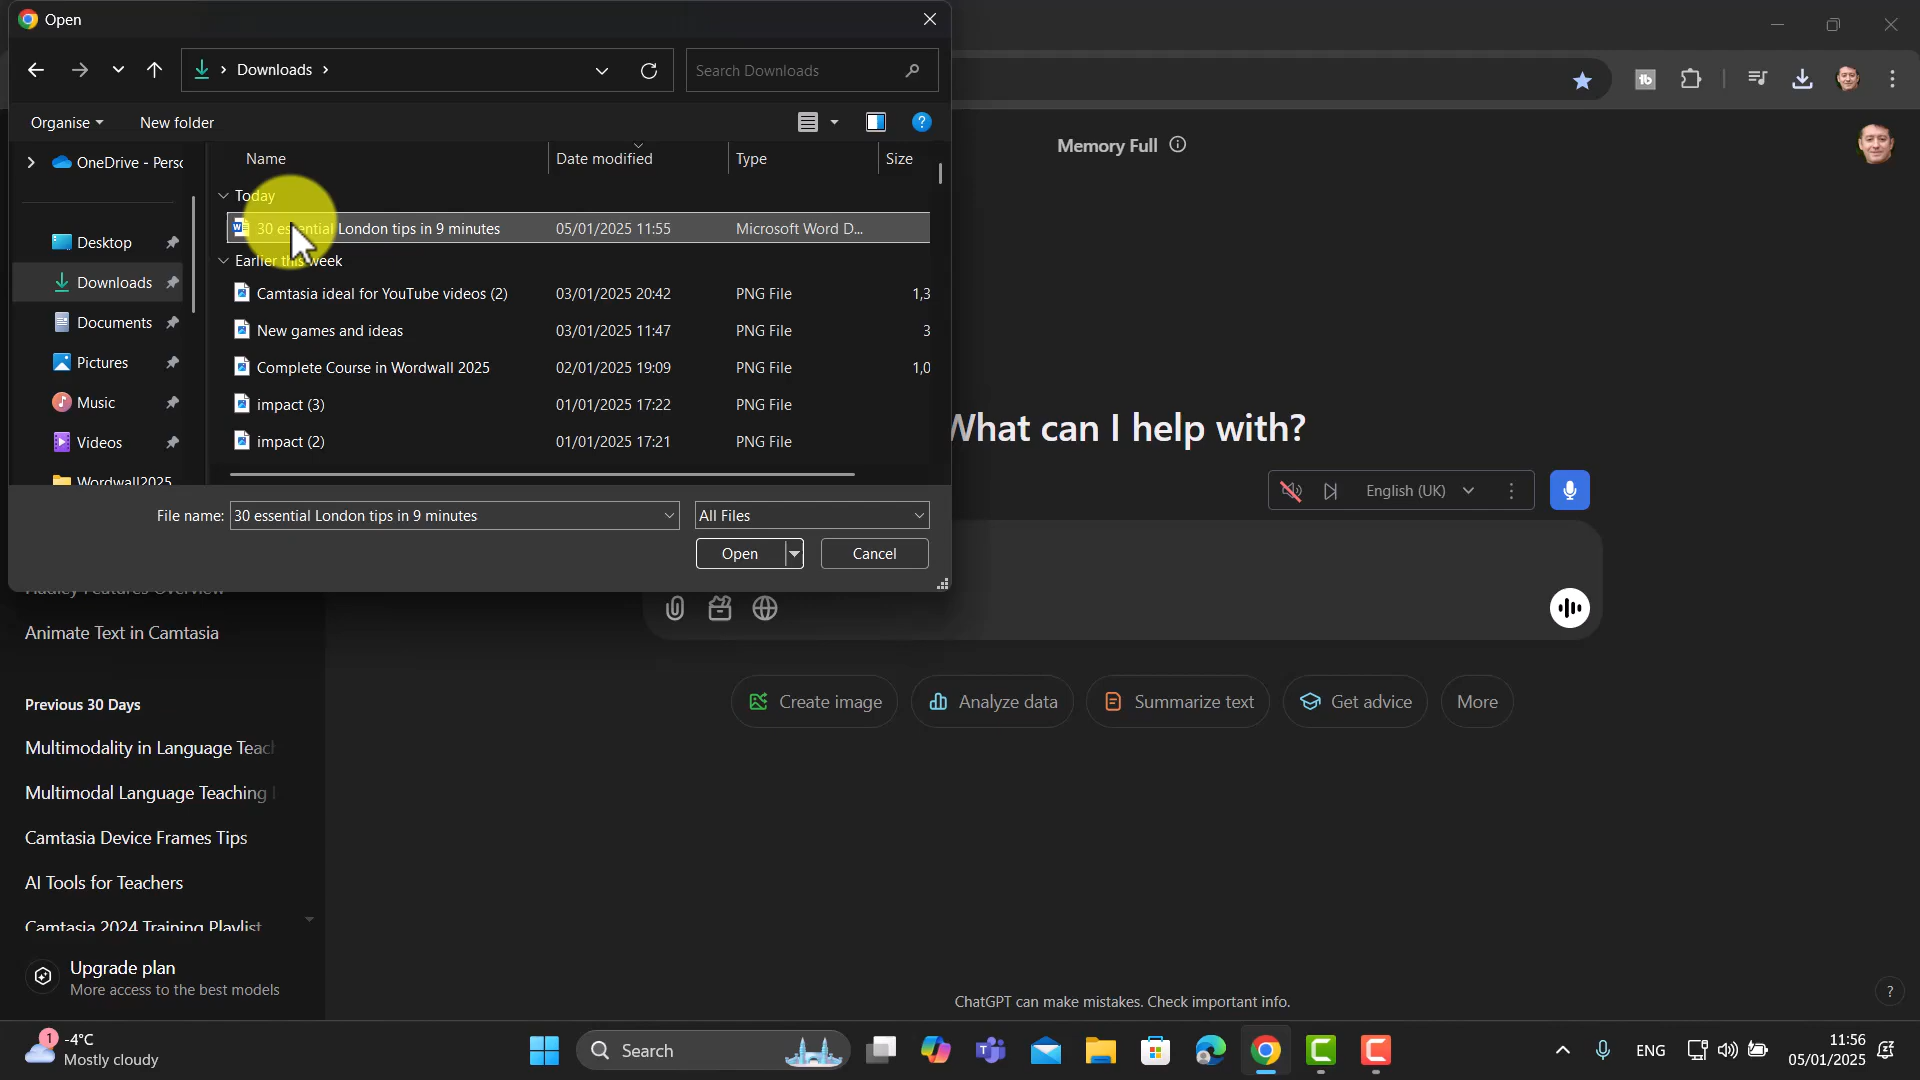 Open
Downloads
Search Downloads
Organise
New folder
Name
Date modified
Type
Size
OneDrive - Perso
Today
30 essential London tips in 9 minutes 05/01/2025 11:55 Microsoft Word D...
Earlier this week
Camtasia ideal for YouTube videos (2) 03/01/2025 20:42 PNG File 1,3
New games and ideas 03/01/2025 11:47 PNG File 3
Complete Course in Wordwall 2025 02/01/2025 19:09 PNG File 1,0
impact (3) 01/01/2025 17:22 PNG File
impact (2) 01/01/2025 17:21 PNG File
Desktop
Downloads
Documents
Pictures
Music
Videos
Wordwall2025
File name: 30 essential London tips in 9 minutes
All Files
Open
Cancel
Memory Full
What can I help with?
English (UK)
Create image
Analyze data
Summarize text
Get advice
More
Features Overview
Animate Text in Camtasia
Previous 30 Days
Multimodality in Language Teach
Multimodal Language Teaching
Camtasia Device Frames Tips
AI Tools for Teachers
Camtasia 2024 Training Playlist
Upgrade plan
More access to the best models
ChatGPT can make mistakes. Check important info.
?
1
-4°C
Mostly cloudy
Search
ENG
11:56
05/01/2025